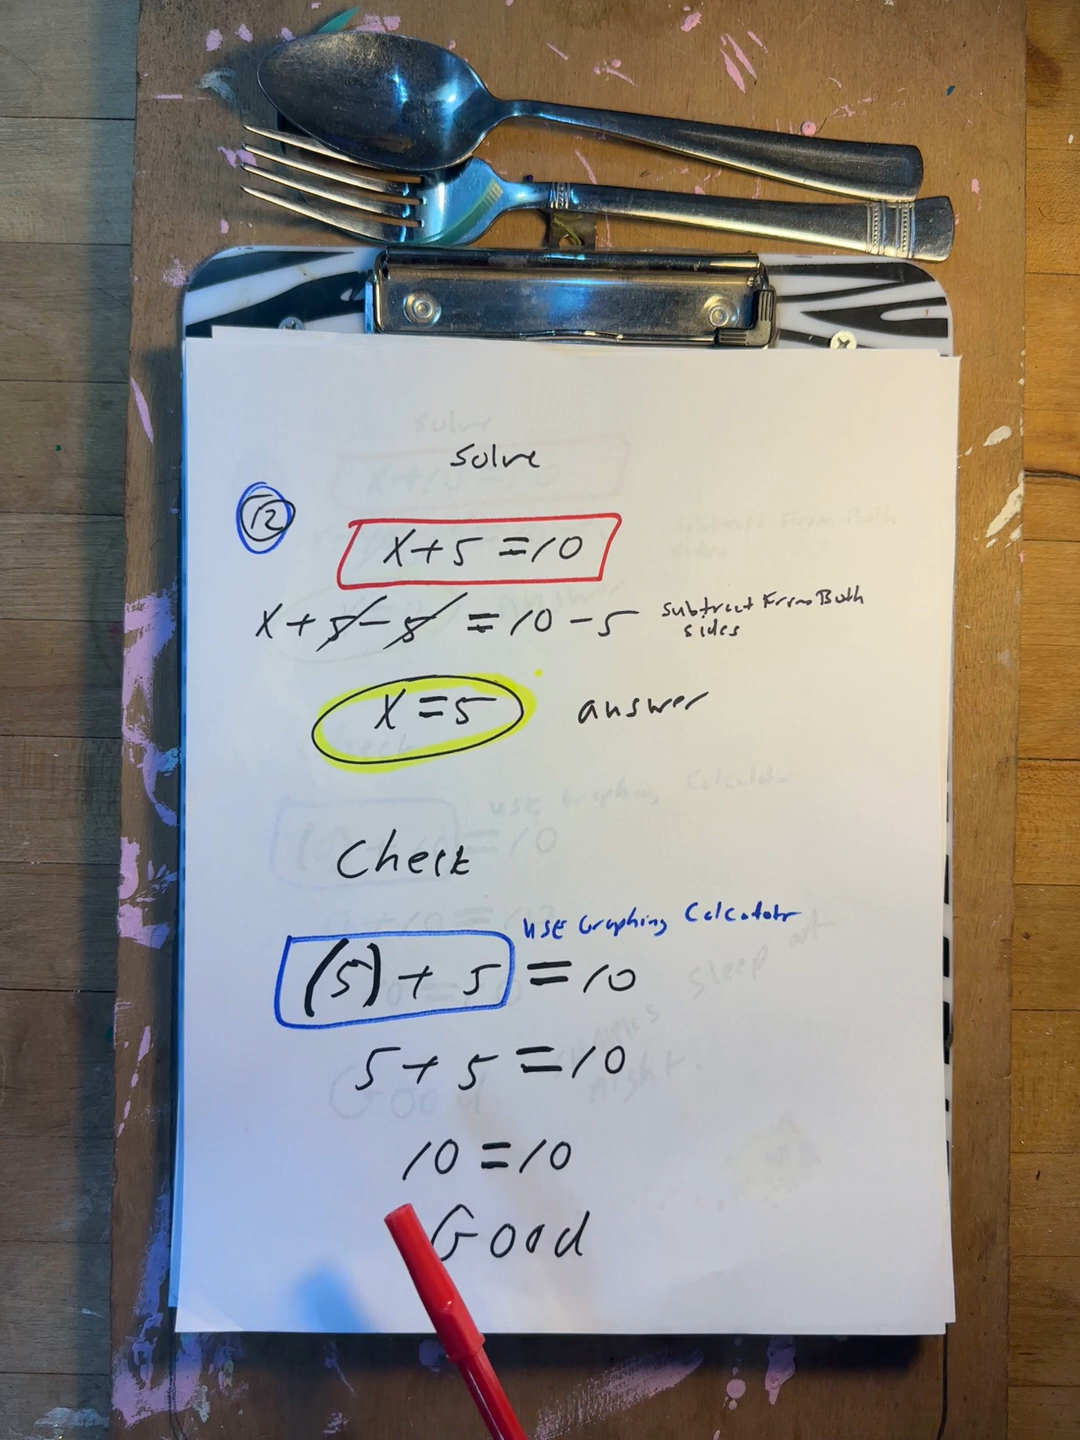 Solve
12
x+5=10
x+5-5=10-5 subtract From Both
sides
x=5 answer
Check
USE Graphing Calculator
(5)+5=10
5+5=10
10=10
Good